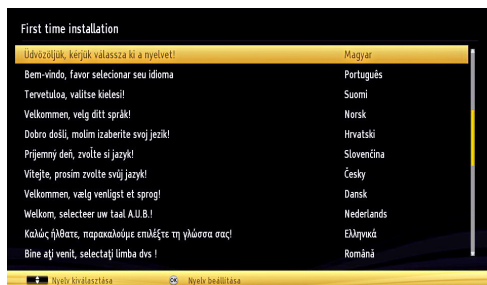 First time installation
Üdvözöljük, kérjük válassza ki a nyelvet! Magyar
Bem-vindo, favor selecionar seu idioma Português
Tervetuloa, valitse kielesi! Suomi
Velkommen, velg ditt språk! Norsk
Dobro došli, molim izaberite svoj jezik! Hrvatski
Príjemný deň, zvoľte si jazyk! Slovenčina
Vítejte, prosím zvolte svůj jazyk! Česky
Velkommen, vælg venligst et sprog! Dansk
Welkom, selecteer uw taal A.U.B.! Nederlands
Καλώς ήλθατε, παρακαλούμε επιλέξτε τη γλώσσα σας! Ελληνικά
Bine aţi venit, selectaţi limba dvs ! Română
Nyelv kiválasztása OK Nyelv beállítása